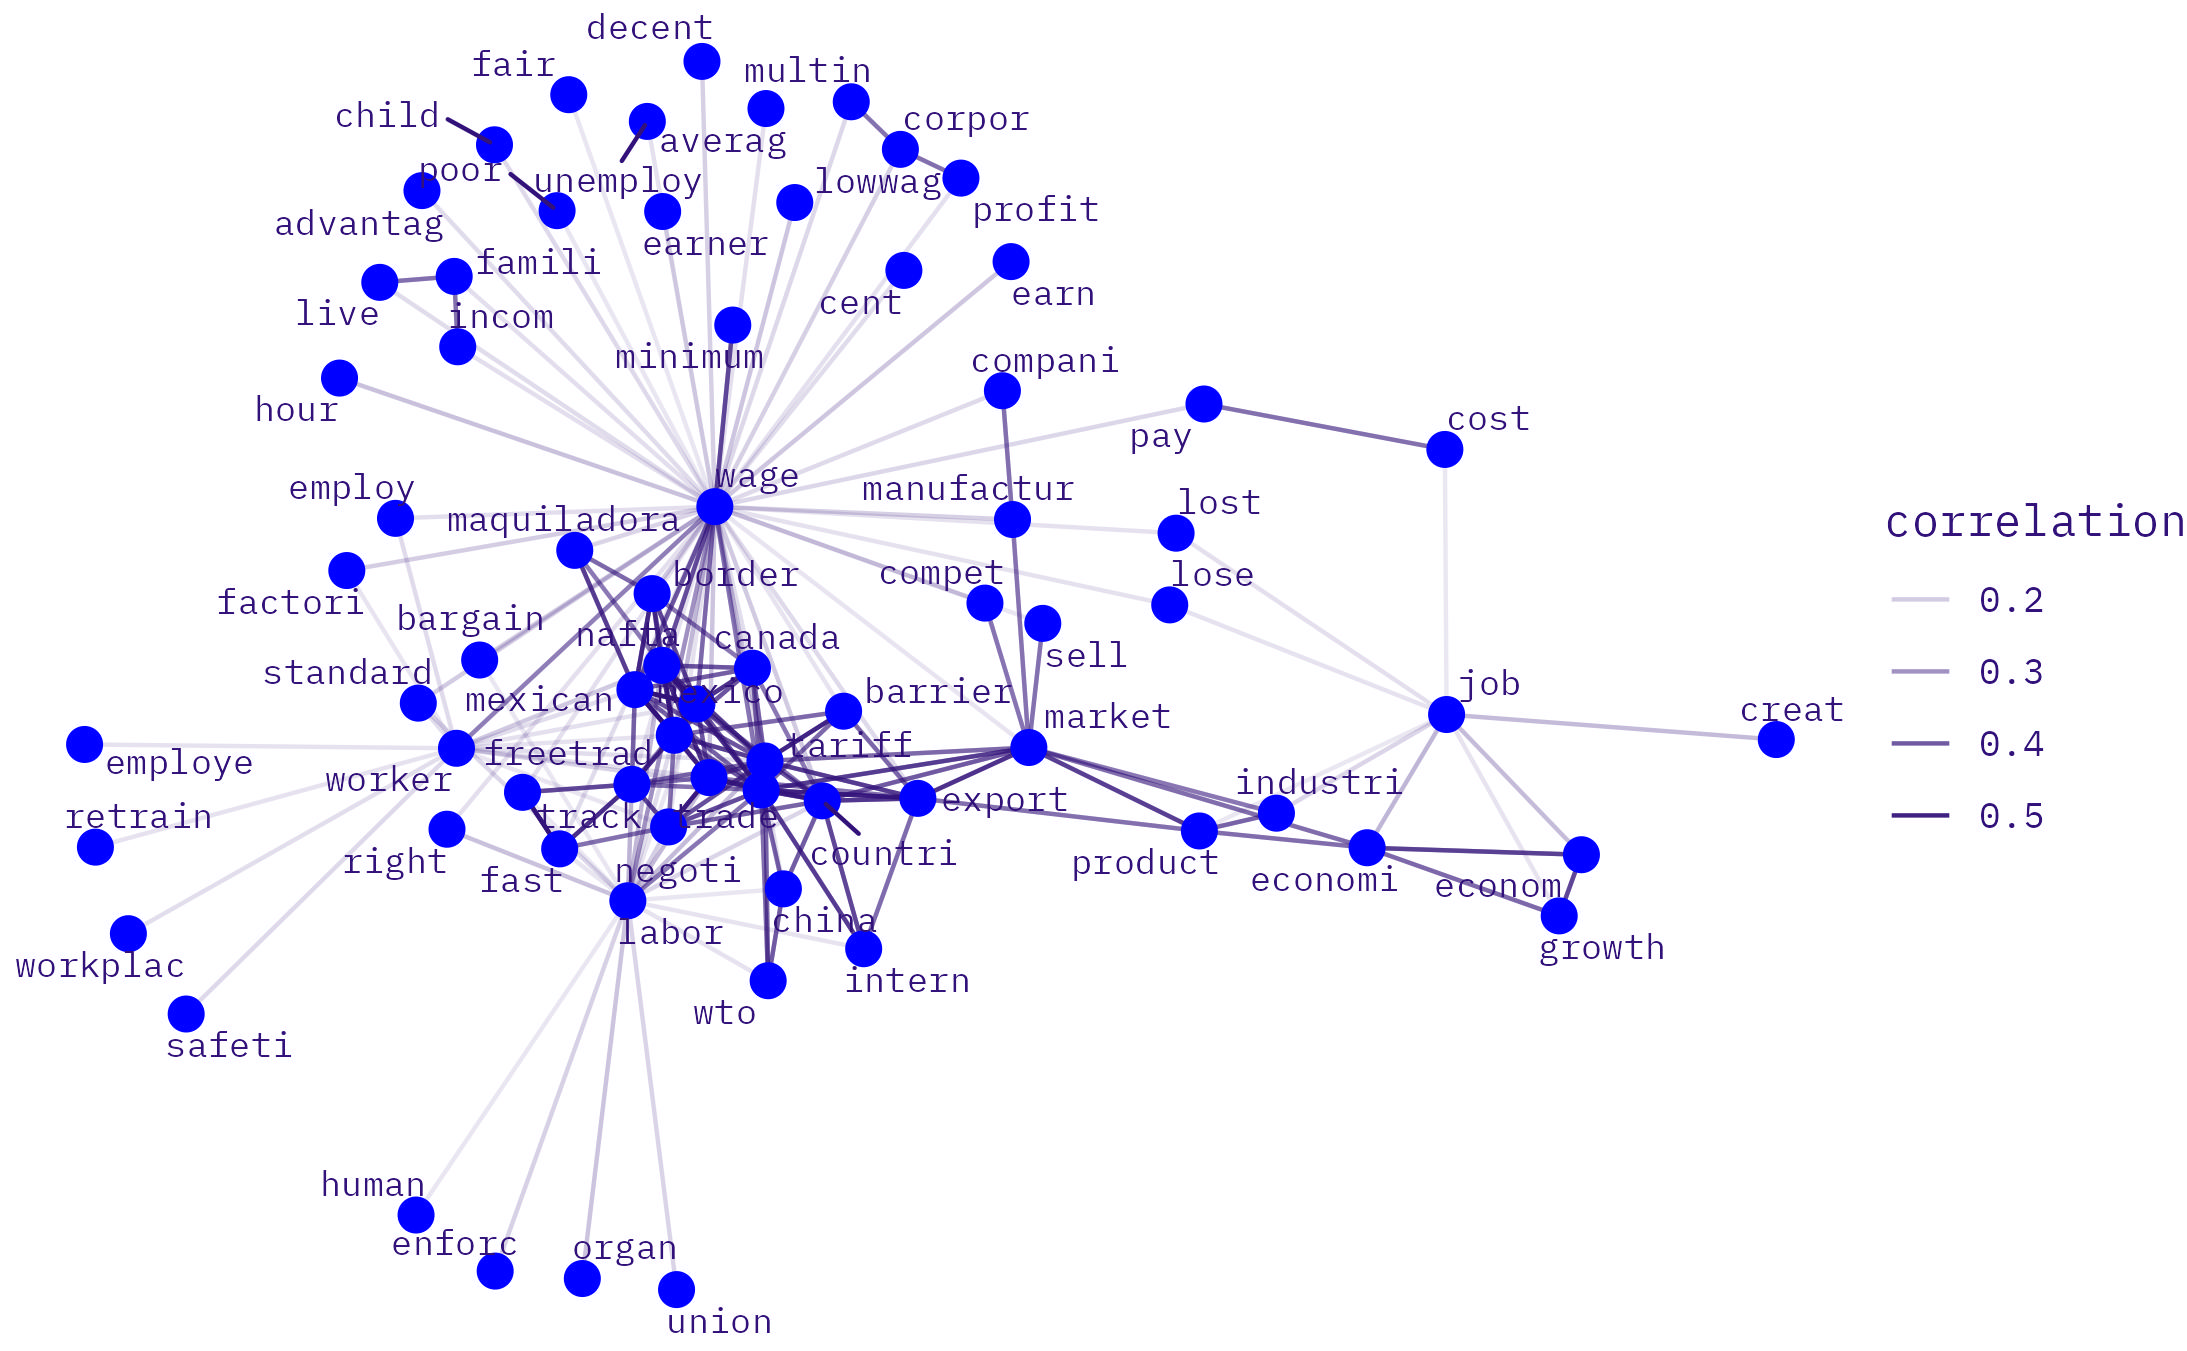 decent
fair
multin
child
corpor
averag
poor
unemploy
lowwag
profit
advantag
earner
famili
cent
earn
live
incom
minimum
compani
hour
pay
cost
wage
employ
manufactur
lost
maquiladora
correlation
border
compet
lose
0.2
factori
bargain
nafta
canada
sell
standard
mexican
mexico
barrier
0.3
market
job
creat
employe
worker
freetrad
tariff
0.4
industri
retrain
track
trade
export
0.5
right
fast
negoti
countri
product
economi
econom
labor
china
growth
workplac
intern
wto
safeti
human
enforc
organ
union